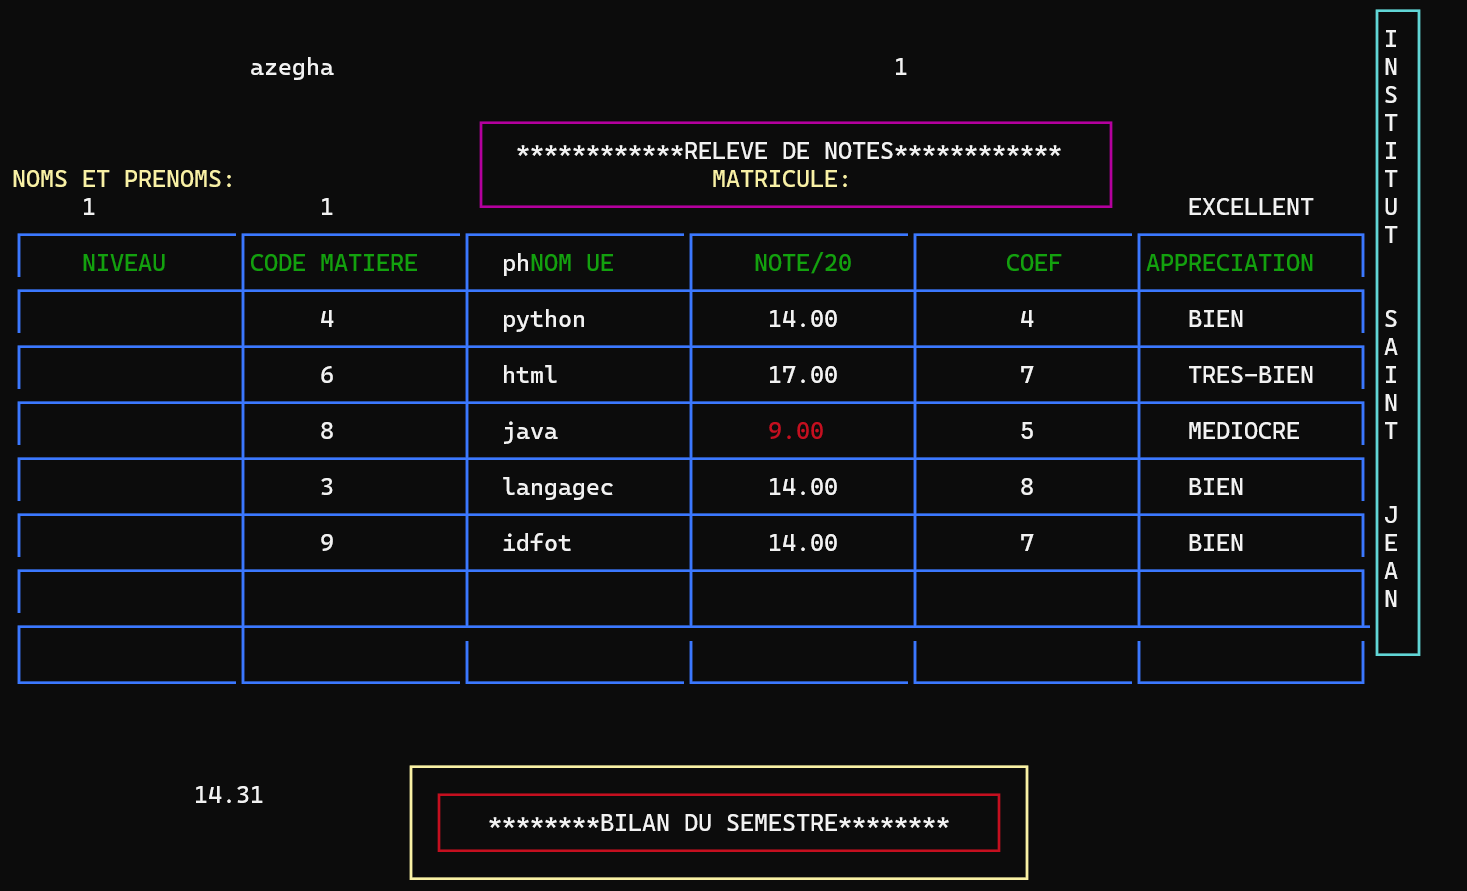 azegha 1
************RELEVE DE NOTES************
NOMS ET PRENOMS: MATRICULE:
1 1 EXCELLENT
NIVEAU CODE MATIERE phNOM UE NOTE/20 COEF APPRECIATION
4 python 14.00 4 BIEN
6 html 17.00 7 TRES-BIEN
8 java 9.00 5 MEDIOCRE
3 langagec 14.00 8 BIEN
9 idfot 14.00 7 BIEN
14.31
********BILAN DU SEMESTRE********
INSTITUT SAINT JEAN